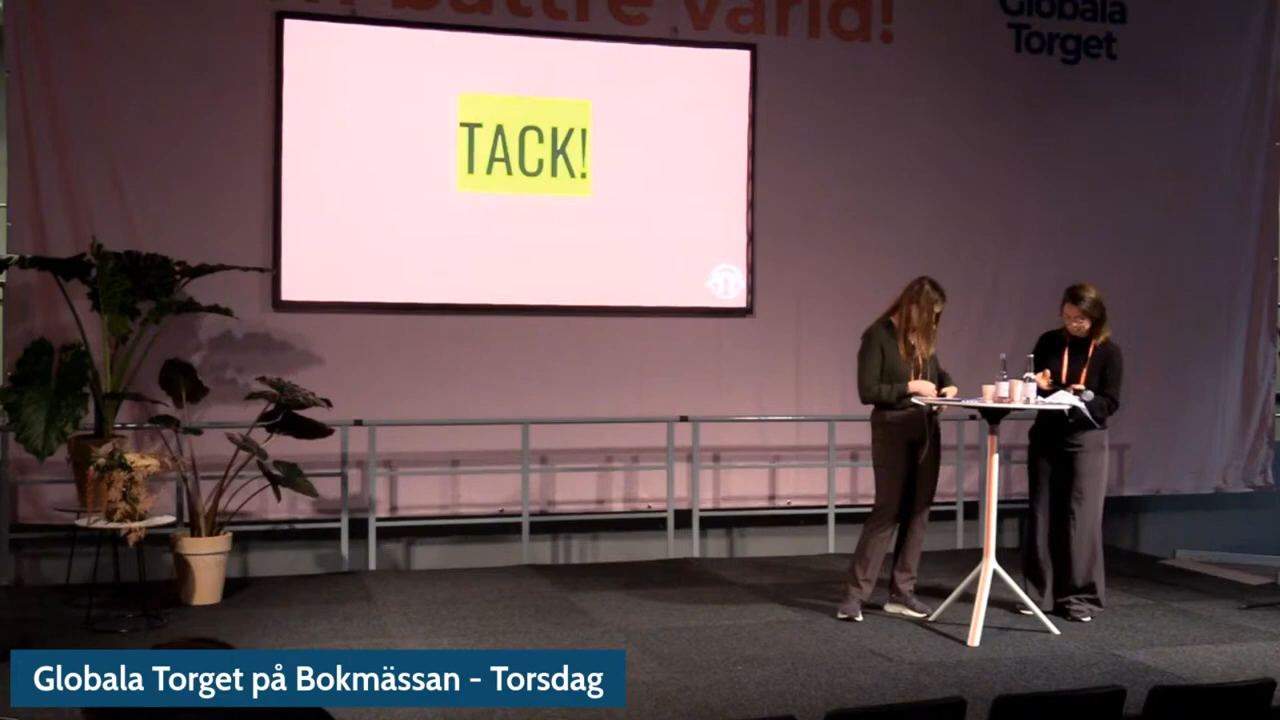 bättre värld!
Globala
Torget
TACK!
Globala Torget på Bokmässan - Torsdag